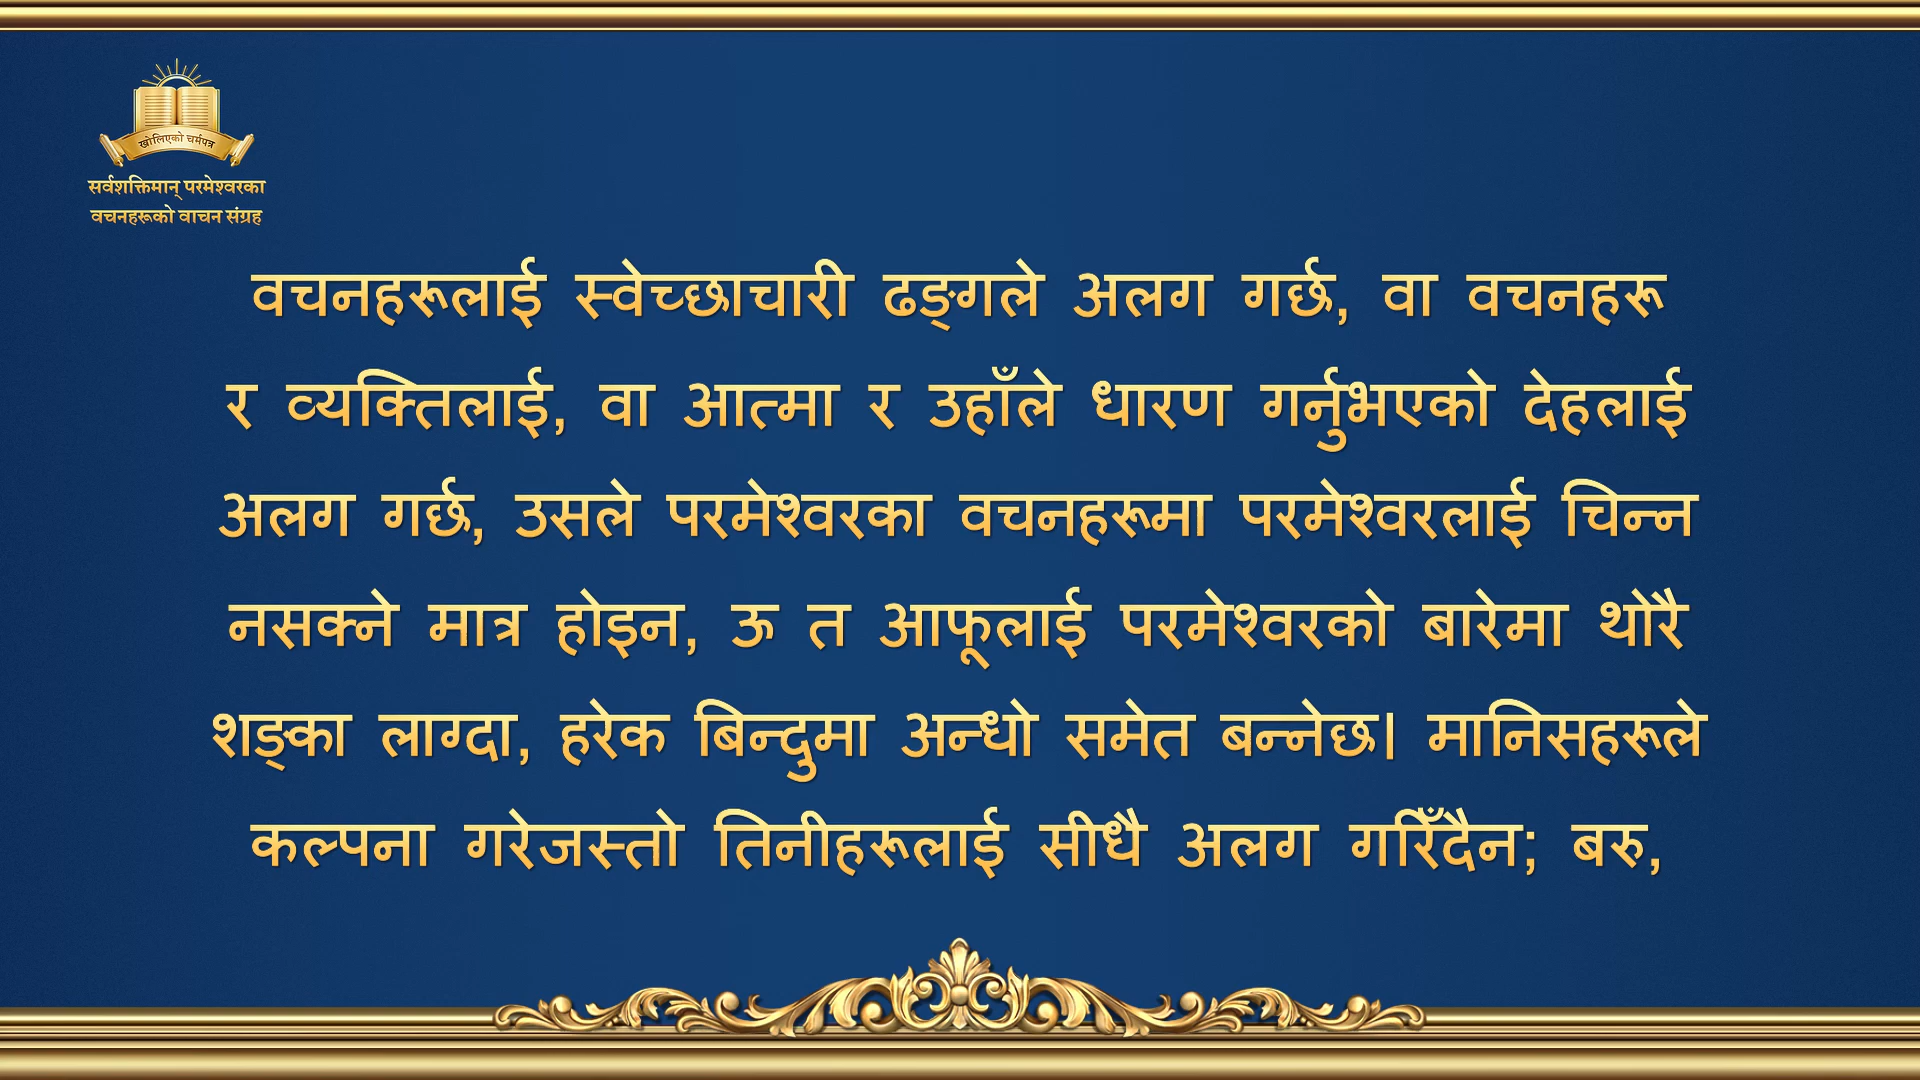 खोलिएको चर्मपत्र
सर्वशक्तिमान् परमेश्वरका
वचनहरूको वाचन संग्रह
वचनहरूलाई स्वेच्छाचारी ढङ्गले अलग गर्छ, वा वचनहरू
र व्यक्तिलाई, वा आत्मा र उहाँले धारण गर्नुभएको देहलाई
अलग गर्छ, उसले परमेश्वरका वचनहरूमा परमेश्वरलाई चिन्न
नसक्ने मात्र होइन, ऊ त आफूलाई परमेश्वरको बारेमा थोरै
शङ्का लाग्दा, हरेक बिन्दुमा अन्धो समेत बन्नेछ। मानिसहरूले
कल्पना गरेजस्तो तिनीहरूलाई सीधै अलग गरिँदैन; बरु,